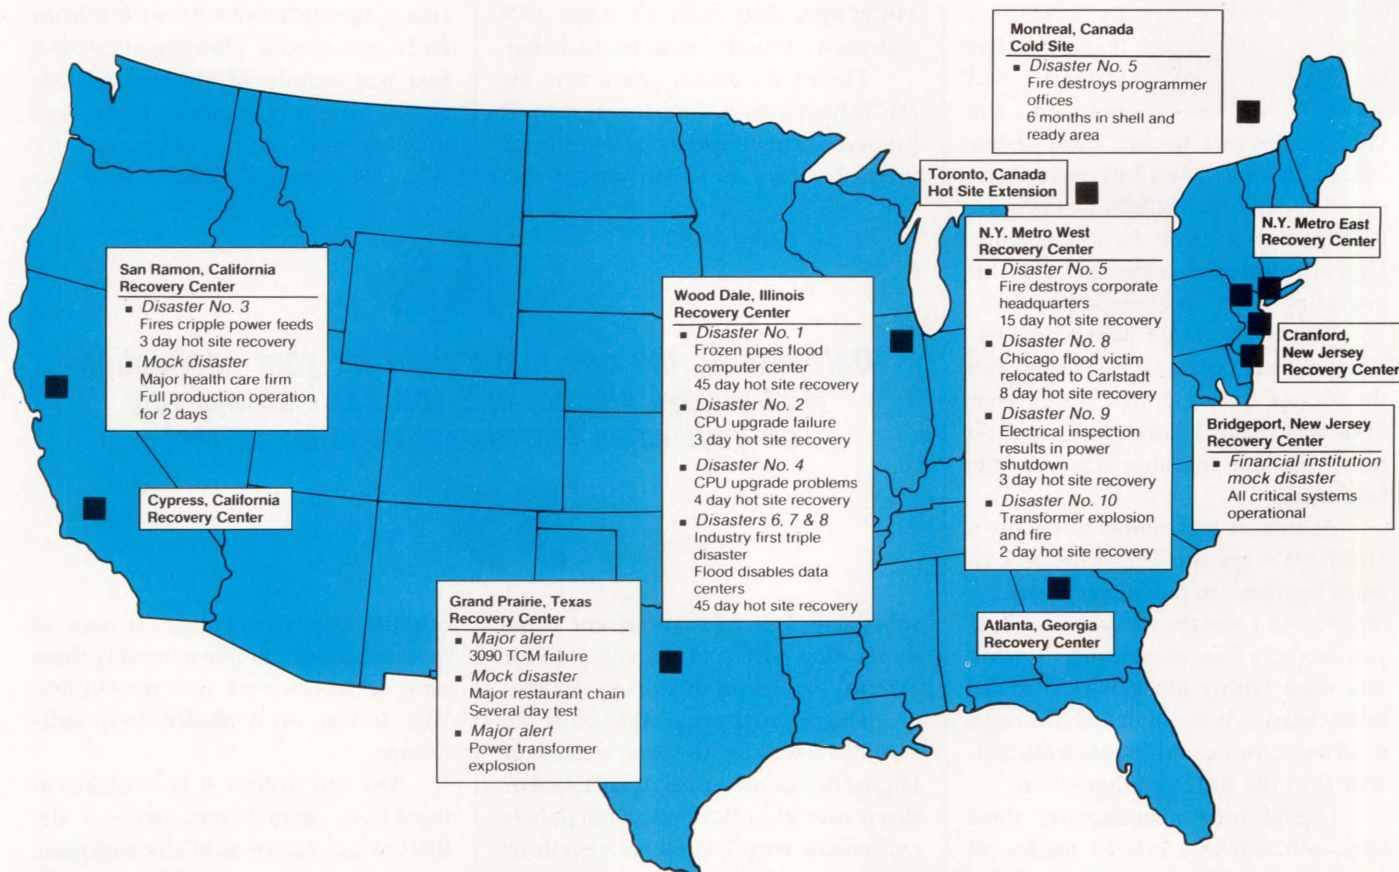 Montreal, Canada
Cold Site
▪ Disaster No. 5
Fire destroys programmer
offices
6 months in shell and
ready area
Toronto, Canada
Hot Site Extension
N.Y. Metro East
Recovery Center
N.Y. Metro West
Recovery Center
▪ Disaster No. 5
Fire destroys corporate
headquarters
15 day hot site recovery
▪ Disaster No. 8
Chicago flood victim
relocated to Carlstadt
8 day hot site recovery
▪ Disaster No. 9
Electrical inspection
results in power
shutdown
3 day hot site recovery
▪ Disaster No. 10
Transformer explosion
and fire
2 day hot site recovery
San Ramon, California
Recovery Center
▪ Disaster No. 3
Fires cripple power feeds
3 day hot site recovery
▪ Mock disaster
Major health care firm
Full production operation
for 2 days
Wood Dale, Illinois
Recovery Center
▪ Disaster No. 1
Frozen pipes flood
computer center
45 day hot site recovery
▪ Disaster No. 2
CPU upgrade failure
3 day hot site recovery
▪ Disaster No. 4
CPU upgrade problems
4 day hot site recovery
▪ Disasters 6, 7 & 8
Industry first triple
disaster
Flood disables data
centers
45 day hot site recovery
Cranford,
New Jersey
Recovery Center
Bridgeport, New Jersey
Recovery Center
▪ Financial institution
mock disaster
All critical systems
operational
Cypress, California
Recovery Center
Grand Prairie, Texas
Recovery Center
▪ Major alert
3090 TCM failure
▪ Mock disaster
Major restaurant chain
Several day test
▪ Major alert
Power transformer
explosion
Atlanta, Georgia
Recovery Center